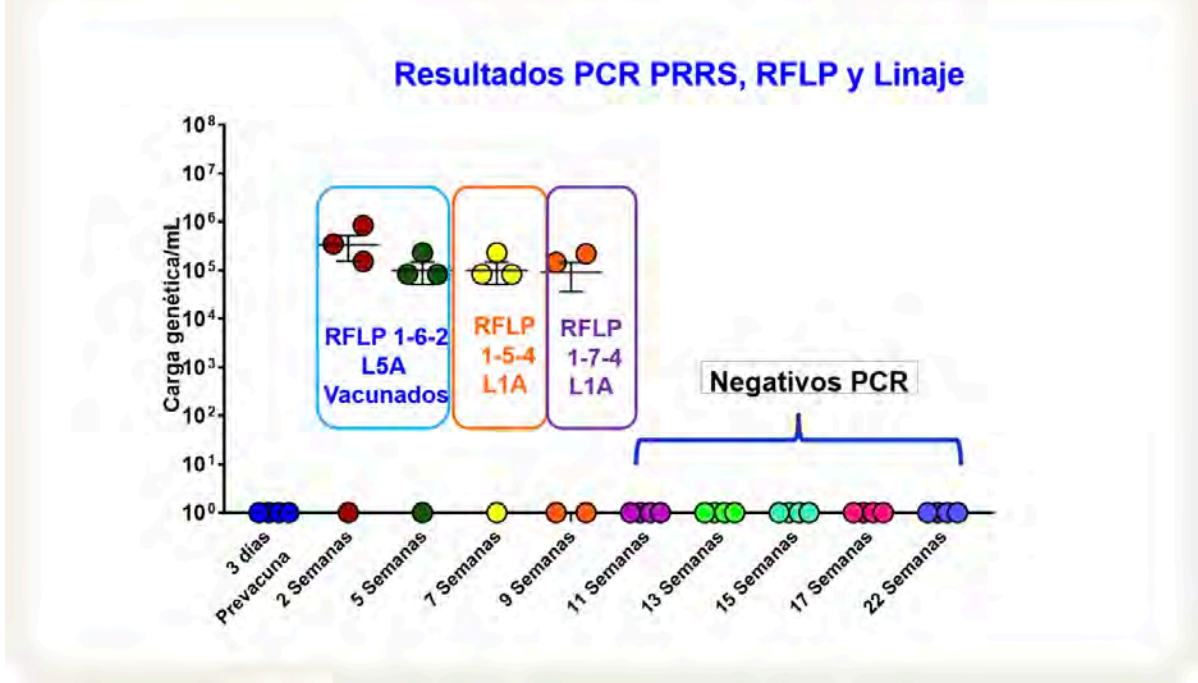 Resultados PCR PRRS, RFLP y Linaje
Carga genética/mL
10⁸
10⁷
10⁶
10⁵
10⁴
10³
10²
10¹
10⁰
RFLP 1-6-2
L5A
Vacunados
RFLP
1-5-4
L1A
RFLP
1-7-4
L1A
Negativos PCR
3 dias
Prevacuna
2 Semanas
5 Semanas
7 Semanas
9 Semanas
11 Semanas
13 Semanas
15 Semanas
17 Semanas
22 Semanas